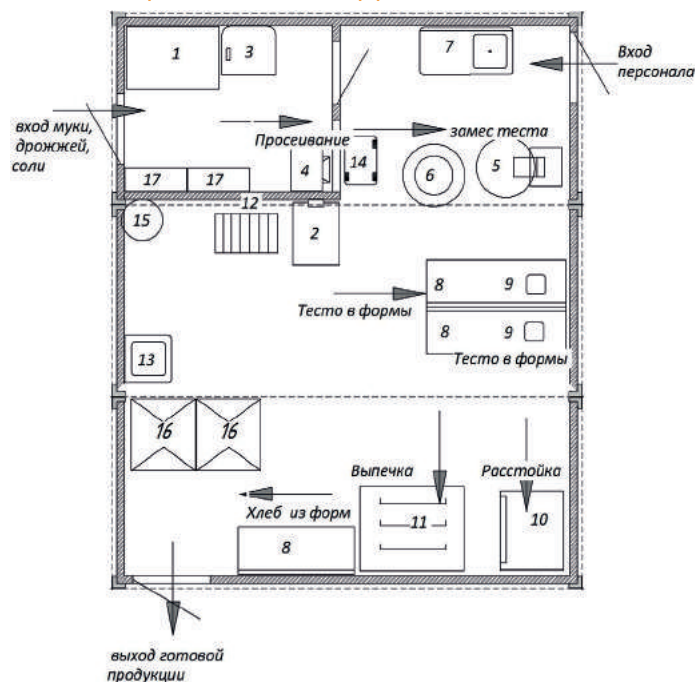 1
3
7
Вход
персонала
вход муки,
дрожжей,
соли
Просеивание
замес теста
17
17
4
14
6
5
12
15
2
8
9
Тесто в формы
8
9
Тесто в формы
13
16
16
Выпечка
Расстойка
11
10
Хлеб из форм
8
выход готовой
продукции